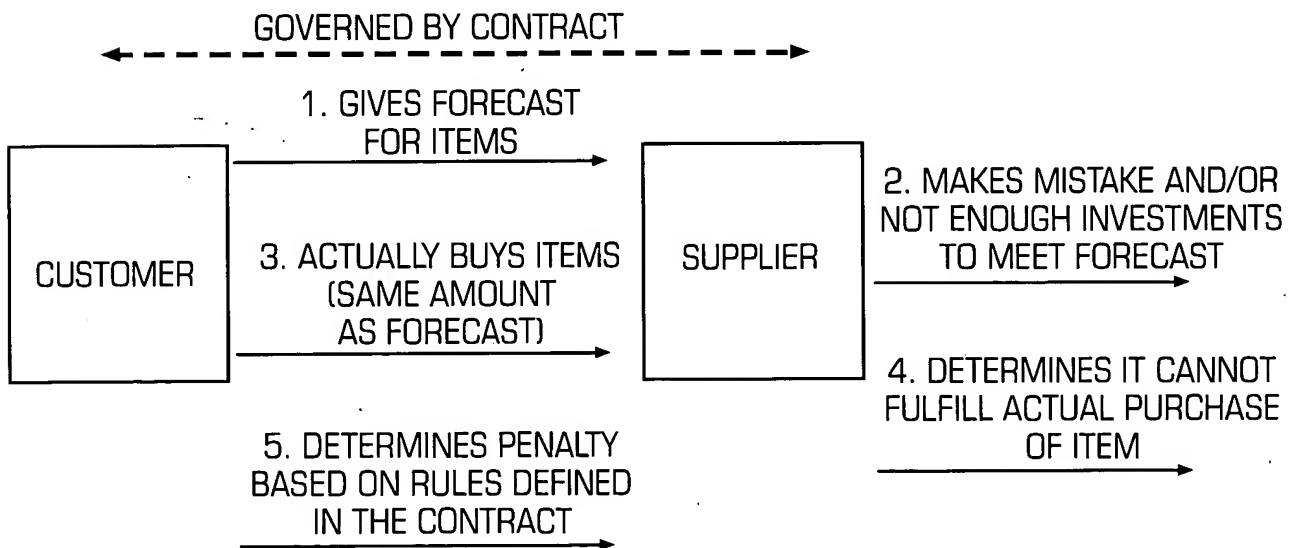 GOVERNED BY CONTRACT
1. GIVES FORECAST
FOR ITEMS
CUSTOMER
3. ACTUALLY BUYS ITEMS
(SAME AMOUNT
AS FORECAST)
SUPPLIER
2. MAKES MISTAKE AND/OR
NOT ENOUGH INVESTMENTS
TO MEET FORECAST
4. DETERMINES IT CANNOT
FULFILL ACTUAL PURCHASE
OF ITEM
5. DETERMINES PENALTY
BASED ON RULES DEFINED
IN THE CONTRACT